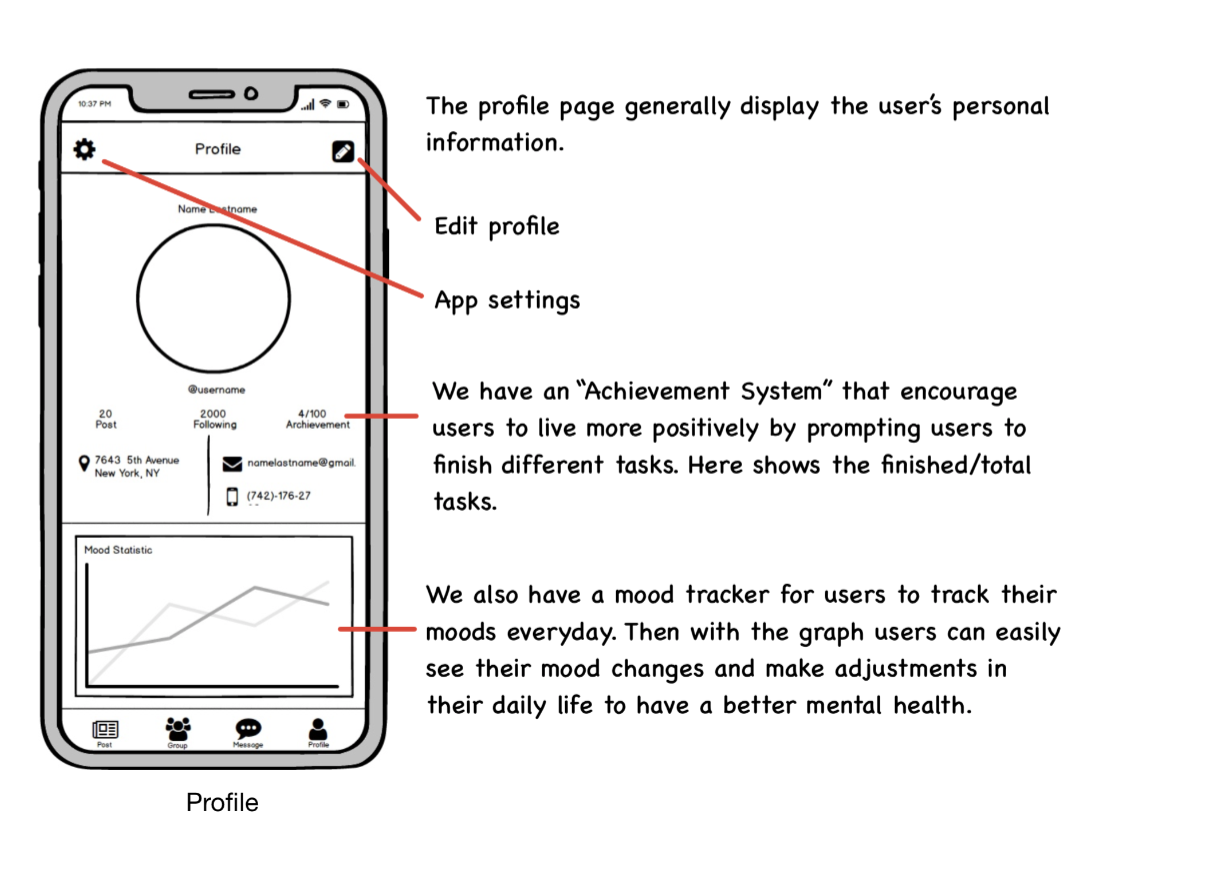 10:37 PM
Profile
Name Lastname
@username
20
Post
2000
Following
4/100
Archievement
7643 5th Avenue
New York, NY
namelastname@gmail.
(742)-176-27
Mood Statistic
Post
Group
Message
Profile
Profile
The profile page generally display the user's personal
information.
Edit profile
App settings
We have an "Achievement System" that encourage
users to live more positively by prompting users to
finish different tasks. Here shows the finished/total
tasks.
We also have a mood tracker for users to track their
moods everyday. Then with the graph users can easily
see their mood changes and make adjustments in
their daily life to have a better mental health.